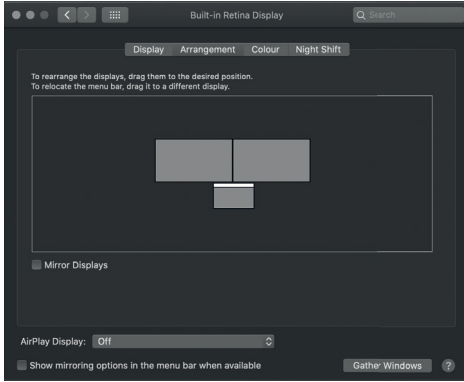 Built-in Retina Display
Search
Display Arrangement Colour Night Shift
To rearrange the displays, drag them to the desired position.
To relocate the menu bar, drag it to a different display.
Mirror Displays
AirPlay Display: Off
Show mirroring options in the menu bar when available
Gather Windows ?